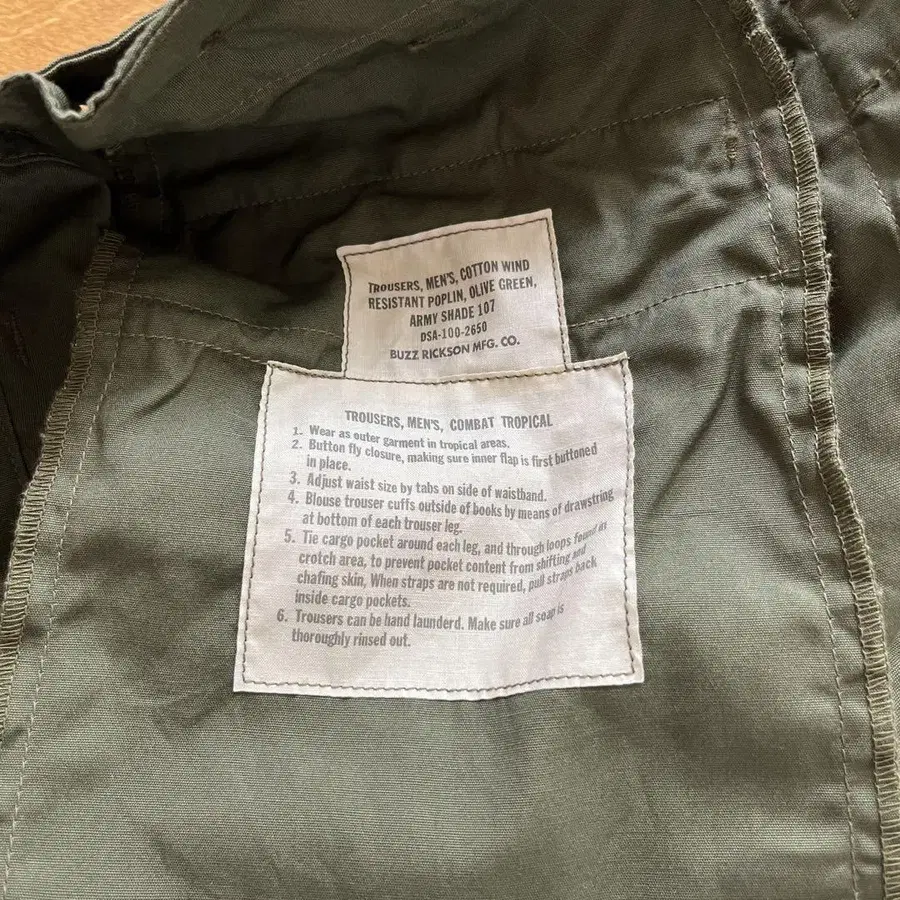 TROUSERS, MEN'S, COTTON WIND
RESISTANT POPLIN, OLIVE GREEN,
ARMY SHADE 107
DSA-100-2650
BUZZ RICKSON MFG. CO.
TROUSERS, MEN'S, COMBAT TROPICAL
1. Wear as outer garment in tropical areas.
2. Button fly closure, making sure inner flap is first buttoned
in place.
3. Adjust waist size by tabs on side of waistband.
4. Blouse trouser cuffs outside of books by means of drawstring
at bottom of each trouser leg.
5. Tie cargo pocket around each leg, and through loops found at
crotch area, to prevent pocket content from shifting and
chafing skin, When straps are not required, pull straps back
inside cargo pockets.
6. Trousers can be hand launderd. Make sure all soap is
thoroughly rinsed out.